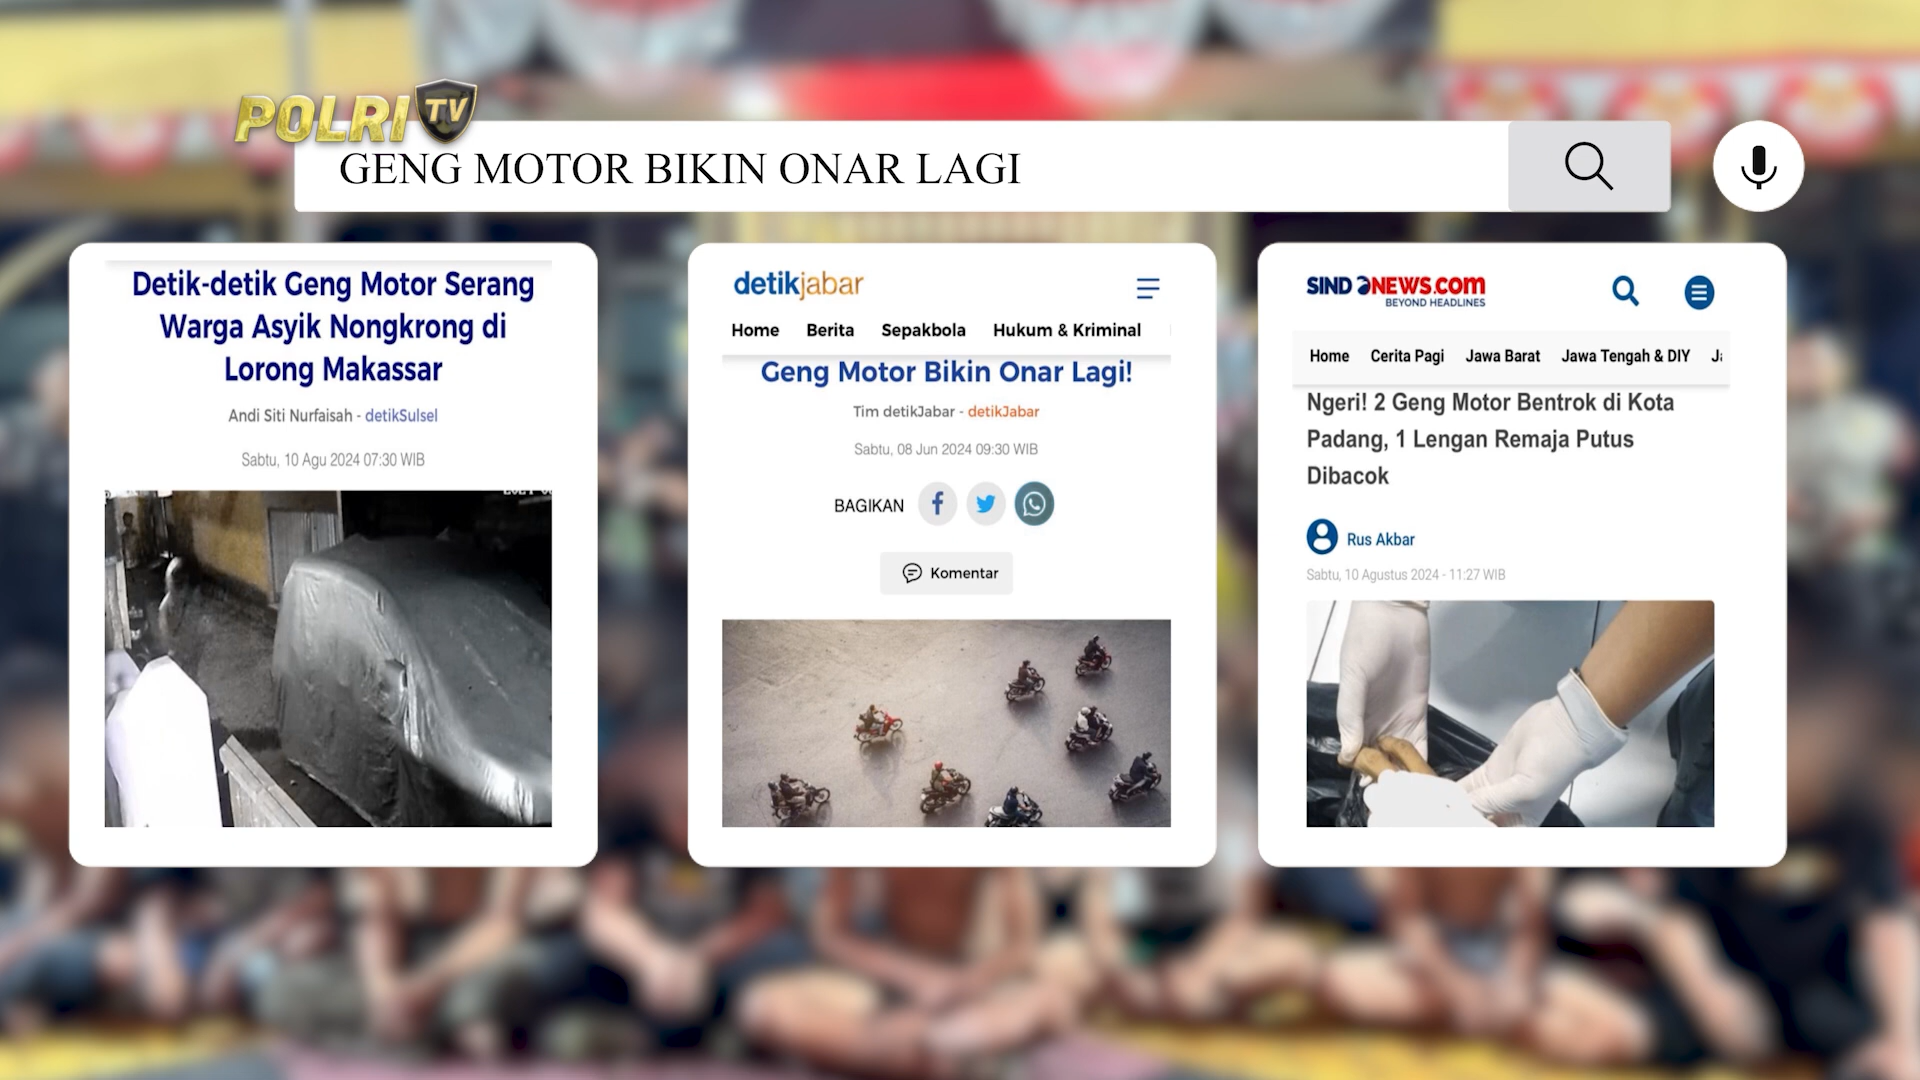 POLRI TV
GENG MOTOR BIKIN ONAR LAGI
Detik-detik Geng Motor Serang
Warga Asyik Nongkrong di
Lorong Makassar
Andi Siti Nurfaisah - detikSulsel
Sabtu, 10 Agu 2024 07:30 WIB
detikjabar
Home Berita Sepakbola Hukum & Kriminal
Geng Motor Bikin Onar Lagi!
Tim detikJabar - detikJabar
Sabtu, 08 Jun 2024 09:30 WIB
BAGIKAN
Komentar
SINDONEWS.com
BEYOND HEADLINES
Home Cerita Pagi Jawa Barat Jawa Tengah & DIY
Ngeri! 2 Geng Motor Bentrok di Kota
Padang, 1 Lengan Remaja Putus
Dibacok
Rus Akbar
Sabtu, 10 Agustus 2024 - 11:27 WIB